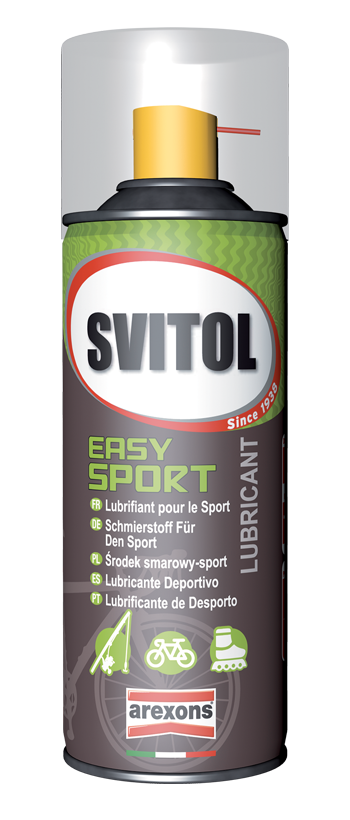 SVITOL
Since 1938
EASY
SPORT
LUBRICANT
FR Lubrifiant pour le Sport
DE Schmierstoff Für
Den Sport
PL Środek smarowy-sport
ES Lubricante Deportivo
PT Lubrificante de Desporto
arexons®